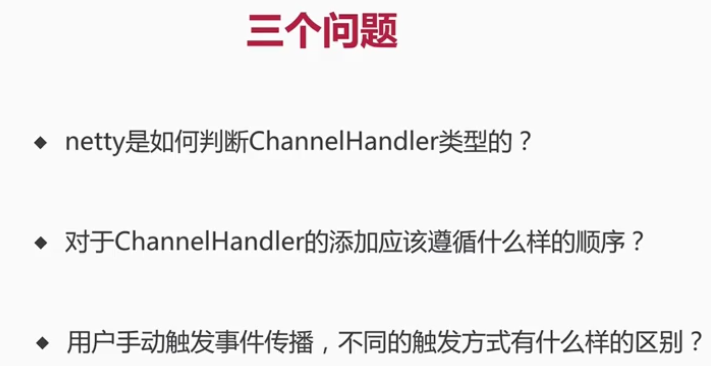 三个问题
◆ netty是如何判断ChannelHandler类型的？
◆ 对于ChannelHandler的添加应该遵循什么样的顺序？
◆ 用户手动触发事件传播，不同的触发方式有什么样的区别？